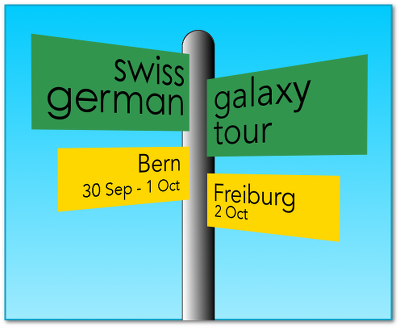 swiss
german
galaxy
tour
Bern
30 Sep - 1 Oct
Freiburg
2 Oct